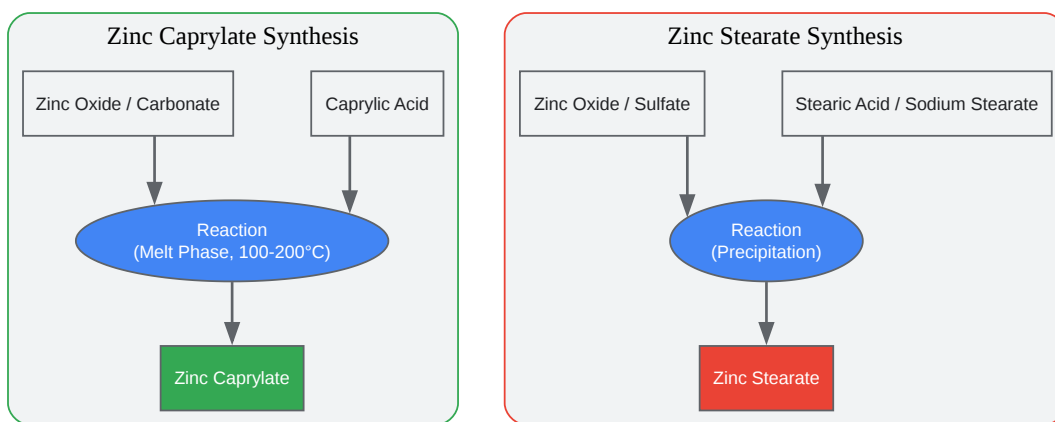 Zinc Caprylate Synthesis
Zinc Oxide / Carbonate
Caprylic Acid
Reaction
(Melt Phase, 100-200°C)
Zinc Caprylate
Zinc Stearate Synthesis
Zinc Oxide / Sulfate
Stearic Acid / Sodium Stearate
Reaction
(Precipitation)
Zinc Stearate